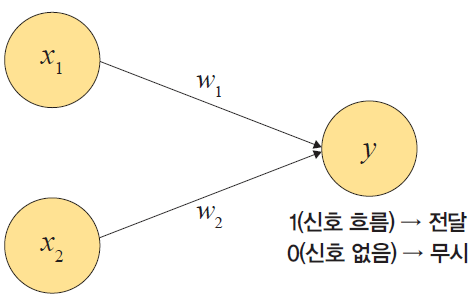 x₁
w₁
y
w₂
x₂
1(신호 흐름) → 전달
0(신호 없음) → 무시